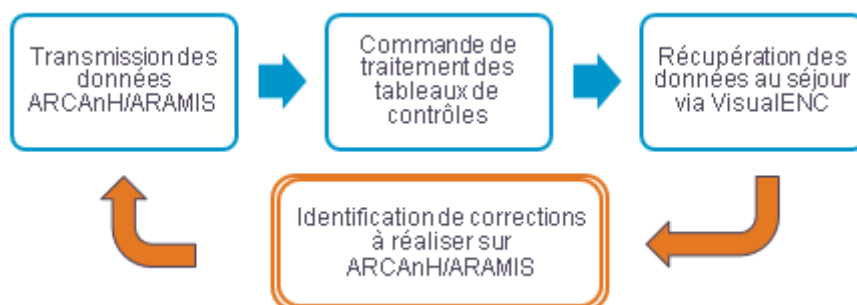 Transmission des
données
ARCAnH/ARAMIS
Commande de
traitement des
tableaux de
contrôles
Récupération des
données au séjour
via VisualENC
Identification de corrections
à réaliser sur
ARCAnH/ARAMIS